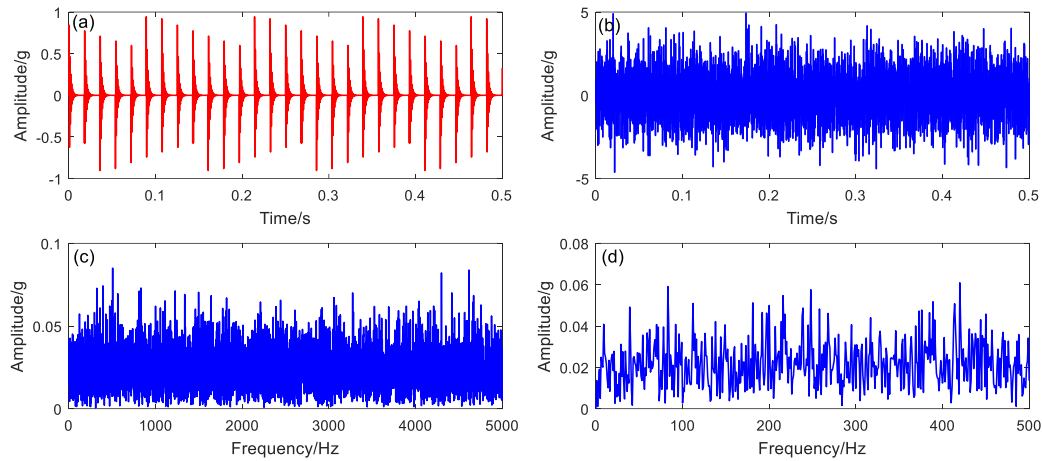 (a)
Amplitude/g
1
0.5
0
-0.5
-1
0 0.1 0.2 0.3 0.4 0.5
Time/s
(b)
Amplitude/g
5
0
-5
0 0.1 0.2 0.3 0.4 0.5
Time/s
(c)
Amplitude/g
0.1
0.05
0
0 1000 2000 3000 4000 5000
Frequency/Hz
(d)
Amplitude/g
0.08
0.06
0.04
0.02
0
0 100 200 300 400 500
Frequency/Hz